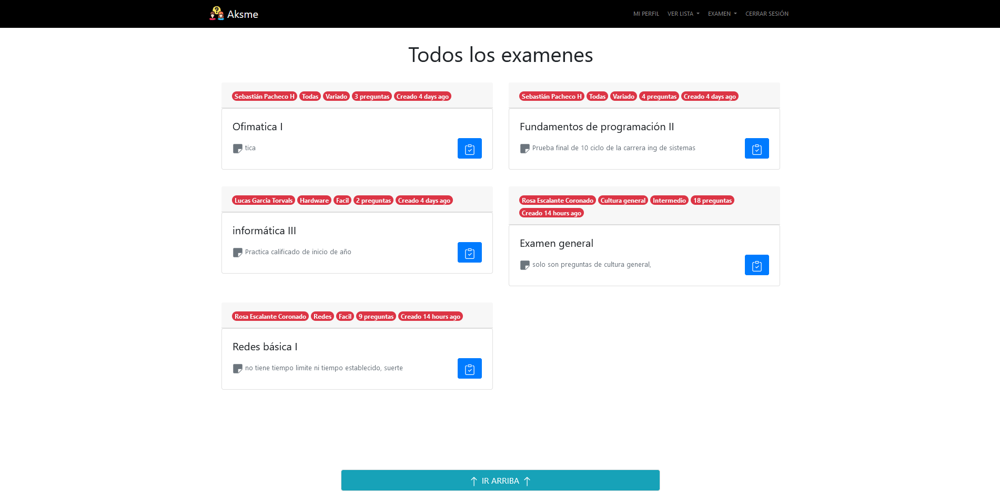 Aksme
MI PERFIL VER LISTA EXAMEN CERRAR SESIÓN
Todos los examenes
Sebastián Pacheco H Todas Variado 3 preguntas Creado 4 days ago
Ofimatica I
tica
Sebastián Pacheco H Todas Variado 4 preguntas Creado 4 days ago
Fundamentos de programación II
Prueba final de 10 ciclo de la carrera ing de sistemas
Lucas Garcia Torvals Hardware Facil 2 preguntas Creado 4 days ago
informática III
Practica calificado de inicio de año
Rosa Escalante Coronado Cultura general Intermedio 18 preguntas
Creado 14 hours ago
Examen general
solo son preguntas de cultura general,
Rosa Escalante Coronado Redes Facil 9 preguntas Creado 14 hours ago
Redes básica I
no tiene tiempo limite ni tiempo establecido, suerte
↑ IR ARRIBA ↑